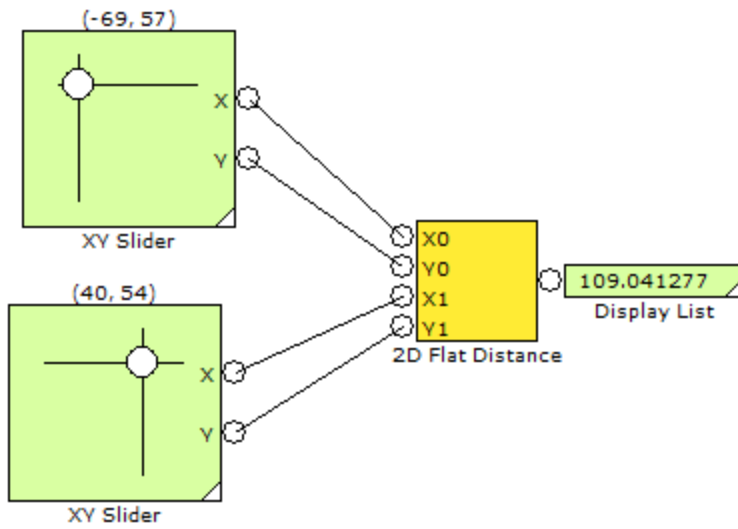 (-69, 57)
X
Y
XY Slider
(40, 54)
X
Y
XY Slider
X0
Y0
X1
Y1
2D Flat Distance
109.041277
Display List